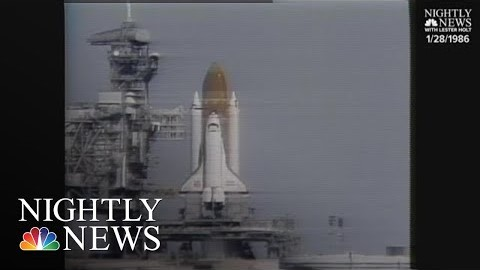 NIGHTLY
NEWS
WITH LESTER HOLT
1/28/1986
NIGHTLY
NEWS